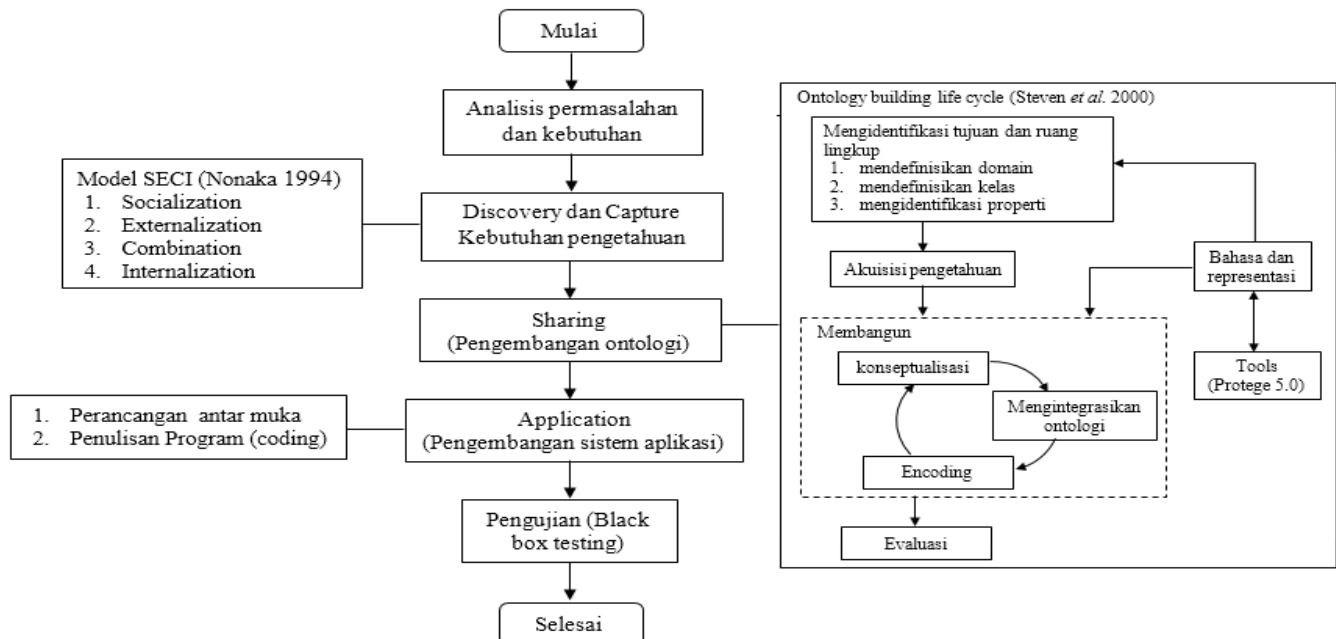 Mulai
Analisis permasalahan
dan kebutuhan
Model SECI (Nonaka 1994)
1. Socialization
2. Externalization
3. Combination
4. Internalization
Discovery dan Capture
Kebutuhan pengetahuan
Sharing
(Pengembangan ontologi)
1. Perancangan antar muka
2. Penulisan Program (coding)
Application
(Pengembangan sistem aplikasi)
Pengujian (Black
box testing)
Selesai
Ontology building life cycle (Steven et al. 2000)
Mengidentifikasi tujuan dan ruang
lingkup
1. mendefinisikan domain
2. mendefinisikan kelas
3. mengidentifikasi properti
Akuisisi pengetahuan
Bahasa dan
representasi
Membangun
konseptualisasi
Mengintegrasikan
ontologi
Encoding
Tools
(Protege 5.0)
Evaluasi